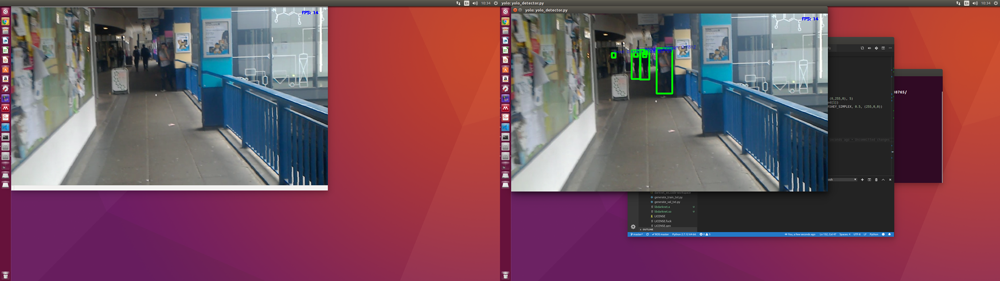 En
10:34
yolo: yolo_detector.py
En
10:34
yolo: yolo_detector.py
FPS: 14
FPS: 14
38765/
(0,255,0), 5)
ed[1])
RSHEY_SIMPLEX, 0.5, (255,0,0))
seconds ago • Uncommitted changes
ash
darknet_ws.code-workspace
generate_train_txt.py
generate_val_txt.py
libdarknet.a
U
libdarknet.so
U
LICENSE
LICENSE.fuck
LICENSE.gen
OUTLINE
master*
ROS master
Python 2.7.12 64-bit
0
5
You, a few seconds ago
Ln 152, Col 47
Spaces: 4
UTF-8
LF
Python